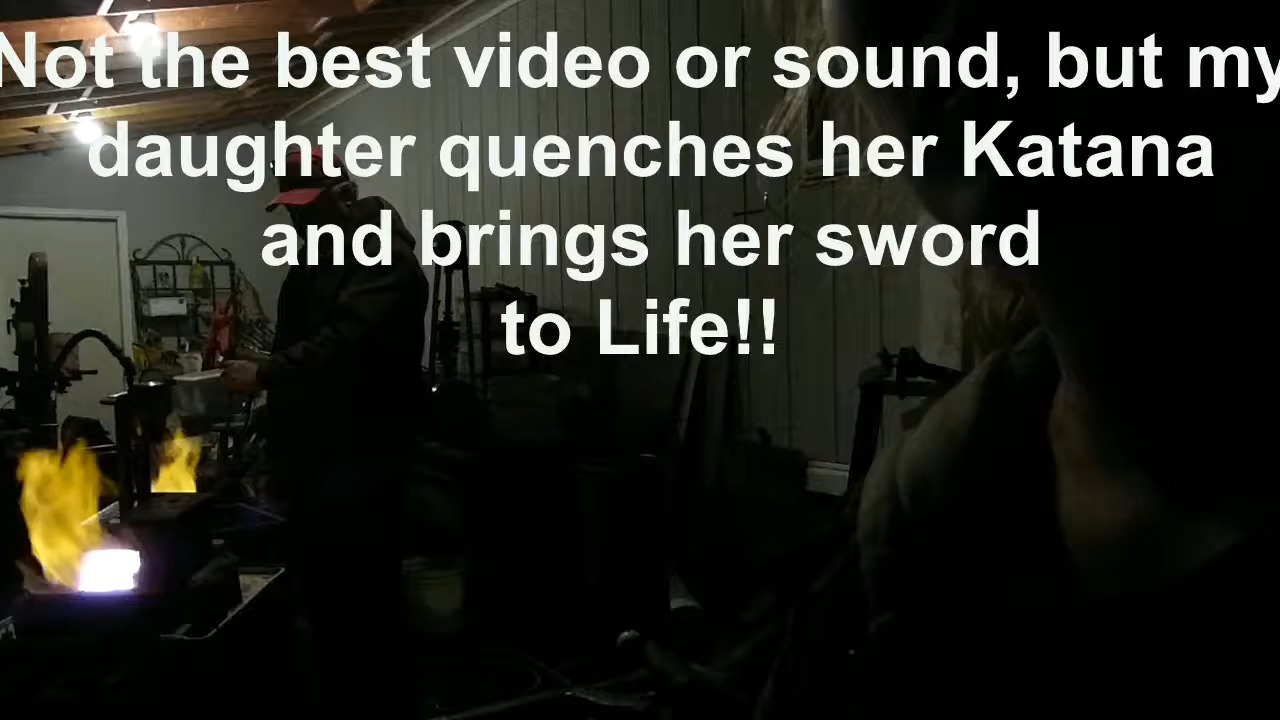 Not the best video or sound, but my
daughter quenches her Katana
and brings her sword
to Life!!